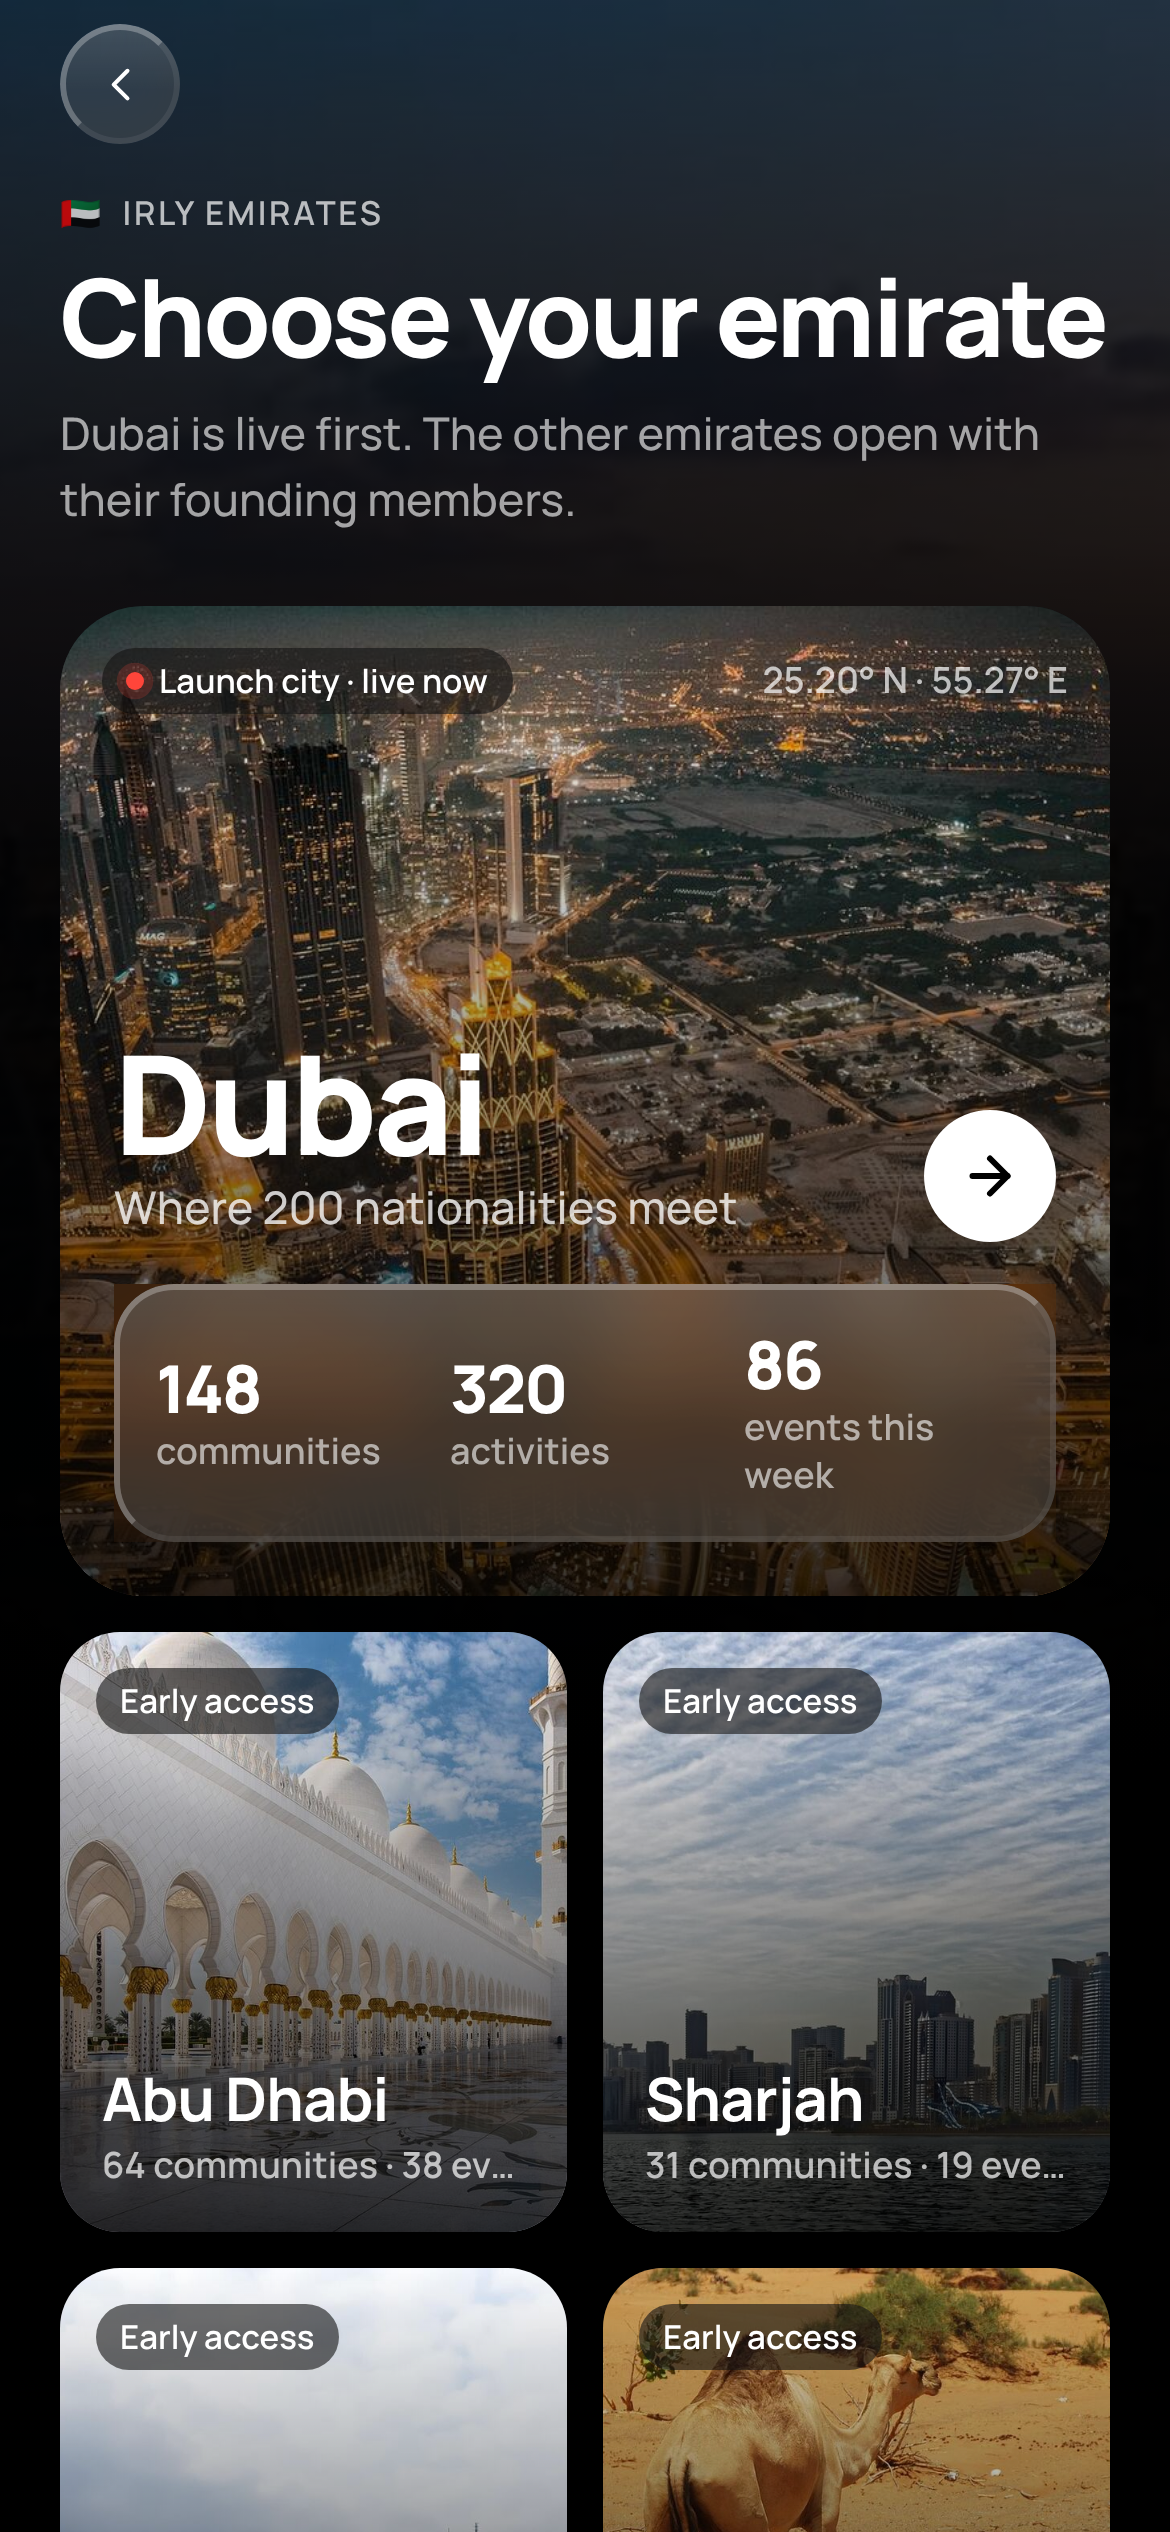 IRLY EMIRATES
Choose your emirate
Dubai is live first. The other emirates open with
their founding members.
Launch city · live now
25.20° N · 55.27° E
MAG
Dubai
Where 200 nationalities meet
148
communities
320
activities
86
events this
week
Early access
Abu Dhabi
64 communities · 38 ev...
Early access
Sharjah
31 communities · 19 eve...
Early access
Early access